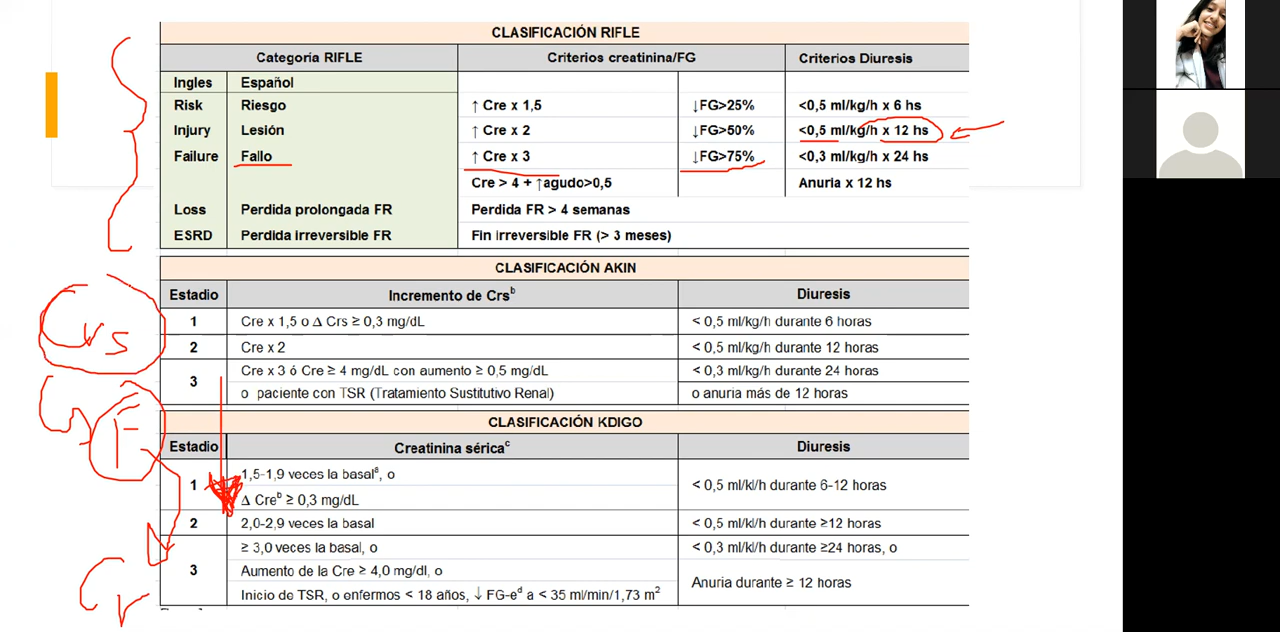 CLASIFICACIÓN RIFLE
Categoría RIFLE Criterios creatinina/FG Criterios Diuresis
Ingles Español
Risk Riesgo ↑ Cre x 1,5 ↓FG>25% <0,5 ml/kg/h x 6 hs
Injury Lesión ↑ Cre x 2 ↓FG>50% <0,5 ml/kg/h x 12 hs
Failure Fallo ↑ Cre x 3 ↓FG>75% <0,3 ml/kg/h x 24 hs
Cre > 4 + ↑agudo>0,5 Anuria x 12 hs
Loss Perdida prolongada FR Perdida FR > 4 semanas
ESRD Perdida irreversible FR Fin irreversible FR (> 3 meses)
CLASIFICACIÓN AKIN
Estadio Incremento de Crsᵇ Diuresis
1 Cre x 1,5 o Δ Crs ≥ 0,3 mg/dL < 0,5 ml/kg/h durante 6 horas
2 Cre x 2 < 0,5 ml/kg/h durante 12 horas
3 Cre x 3 ó Cre ≥ 4 mg/dL con aumento ≥ 0,5 mg/dL < 0,3 ml/kg/h durante 24 horas
o paciente con TSR (Tratamiento Sustitutivo Renal) o anuria más de 12 horas
CLASIFICACIÓN KDIGO
Estadio Creatinina séricaᶜ Diuresis
1 1,5-1,9 veces la basalᵃ, o < 0,5 ml/kl/h durante 6-12 horas
Δ Creᵇ ≥ 0,3 mg/dL
2 2,0-2,9 veces la basal < 0,5 ml/kl/h durante ≥12 horas
3 ≥ 3,0 veces la basal, o < 0,3 ml/kl/h durante ≥24 horas, o
Aumento de la Cre ≥ 4,0 mg/dl, o Anuria durante ≥ 12 horas
Inicio de TSR, o enfermos < 18 años, ↓ FG-eᵈ a < 35 ml/min/1,73 m²
Crs
F
Cr